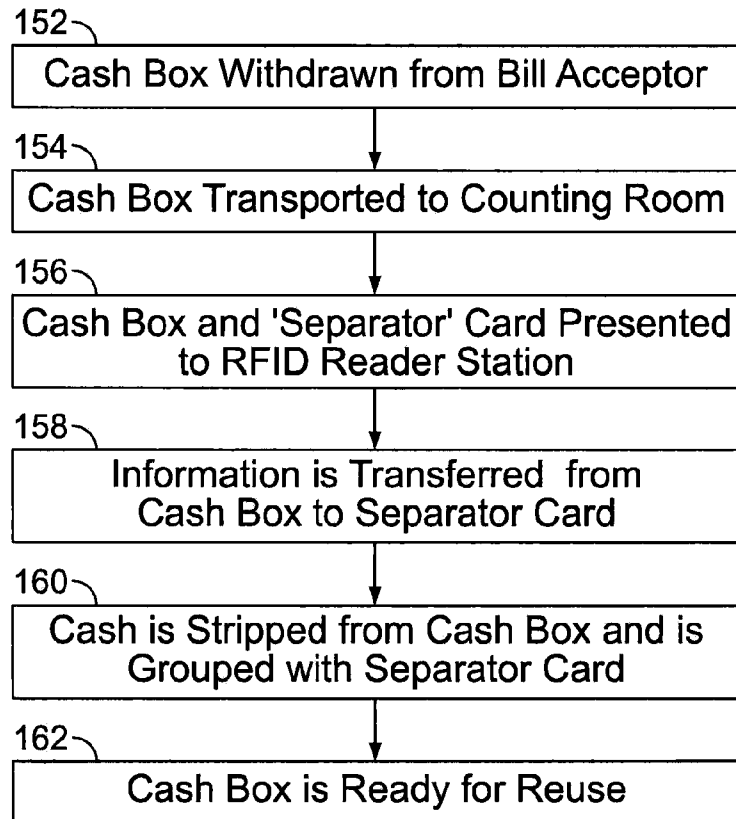 152
Cash Box Withdrawn from Bill Acceptor
154
Cash Box Transported to Counting Room
156
Cash Box and 'Separator' Card Presented
to RFID Reader Station
158
Information is Transferred from
Cash Box to Separator Card
160
Cash is Stripped from Cash Box and is
Grouped with Separator Card
162
Cash Box is Ready for Reuse